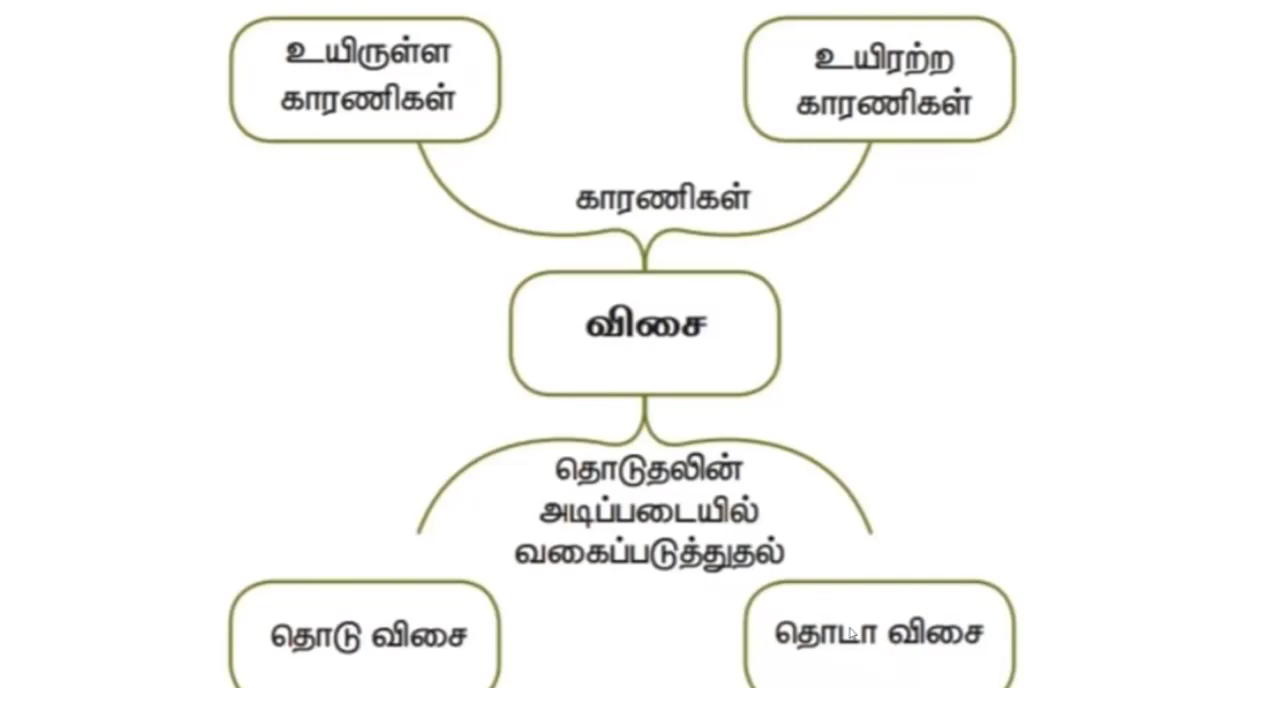 உயிருள்ள
காரணிகள்
உயிரற்ற
காரணிகள்
காரணிகள்
விசை
தொடுதலின்
அடிப்படையில்
வகைப்படுத்துதல்
தொடு விசை
தொடா விசை